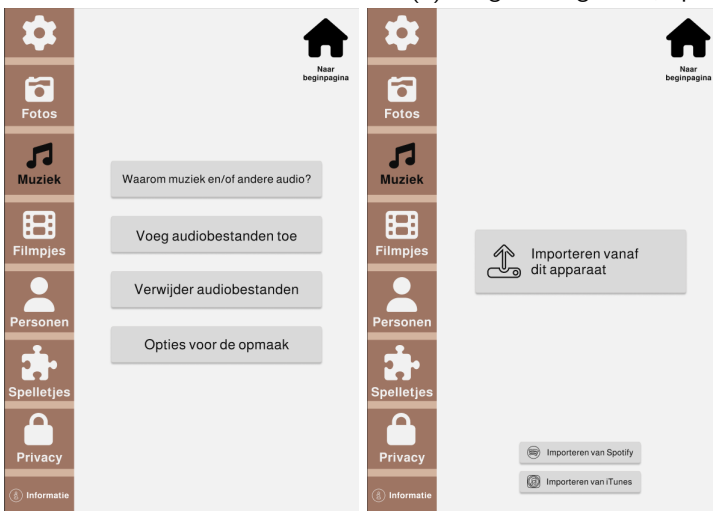 Naar
beginpagina
Fotos
Muziek
Waarom muziek en/of andere audio?
Voeg audiobestanden toe
Filmpjes
Verwijder audiobestanden
Personen
Opties voor de opmaak
Spelletjes
Privacy
Informatie
Naar
beginpagina
Fotos
Muziek
Filmpjes
Importeren vanaf
dit apparaat
Personen
Spelletjes
Privacy
Importeren van Spotify
Importeren van iTunes
Informatie